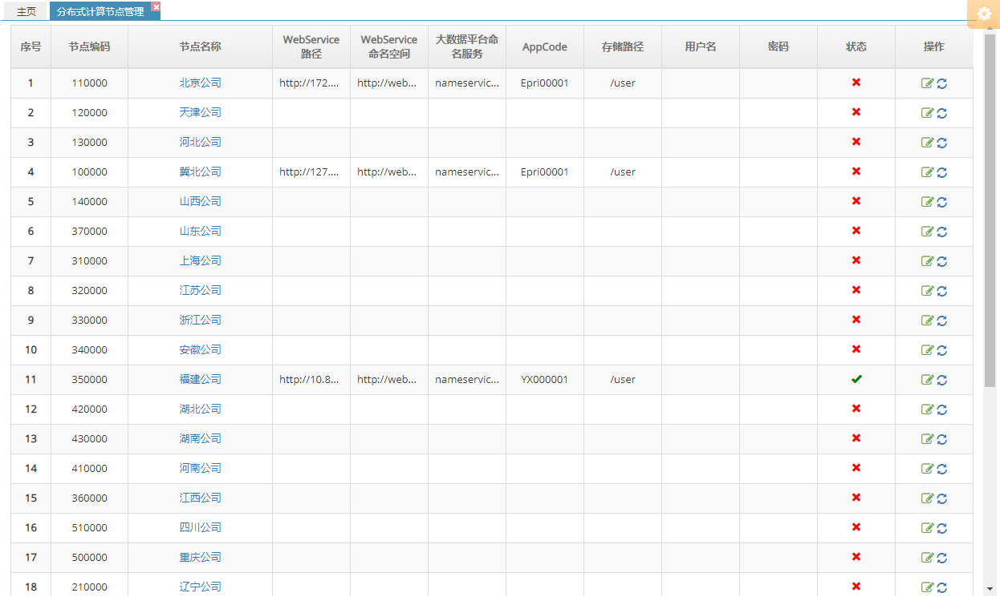 主页 分布式计算节点管理
序号 节点编码 节点名称 WebService路径 WebService命名空间 大数据平台命名服务 AppCode 存储路径 用户名 密码 状态 操作
1 110000 北京公司 http://172.... http://web... nameservic... Epri00001 /user
2 120000 天津公司
3 130000 河北公司
4 100000 冀北公司 http://127.... http://web... nameservic... Epri00001 /user
5 140000 山西公司
6 370000 山东公司
7 310000 上海公司
8 320000 江苏公司
9 330000 浙江公司
10 340000 安徽公司
11 350000 福建公司 http://10.8... http://web... nameservic... YX000001 /user
12 420000 湖北公司
13 430000 湖南公司
14 410000 河南公司
15 360000 江西公司
16 510000 四川公司
17 500000 重庆公司
18 210000 辽宁公司